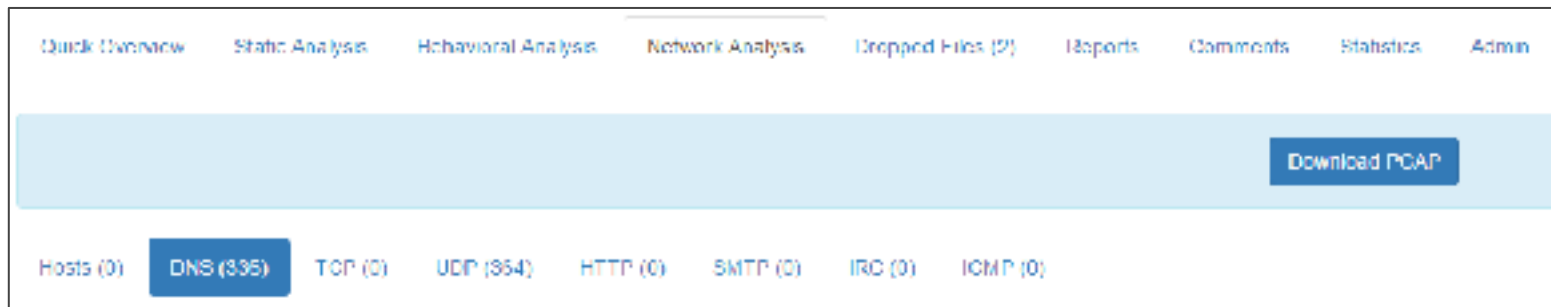 Quick Overview Static Analysis Behavioral Analysis Network Analysis Dropped Files (2) Reports Comments Statistics Admin
Download PCAP
Hosts (0) DNS (335) TCP (0) UDP (354) HTTP (0) SMTP (0) IRC (0) ICMP (0)